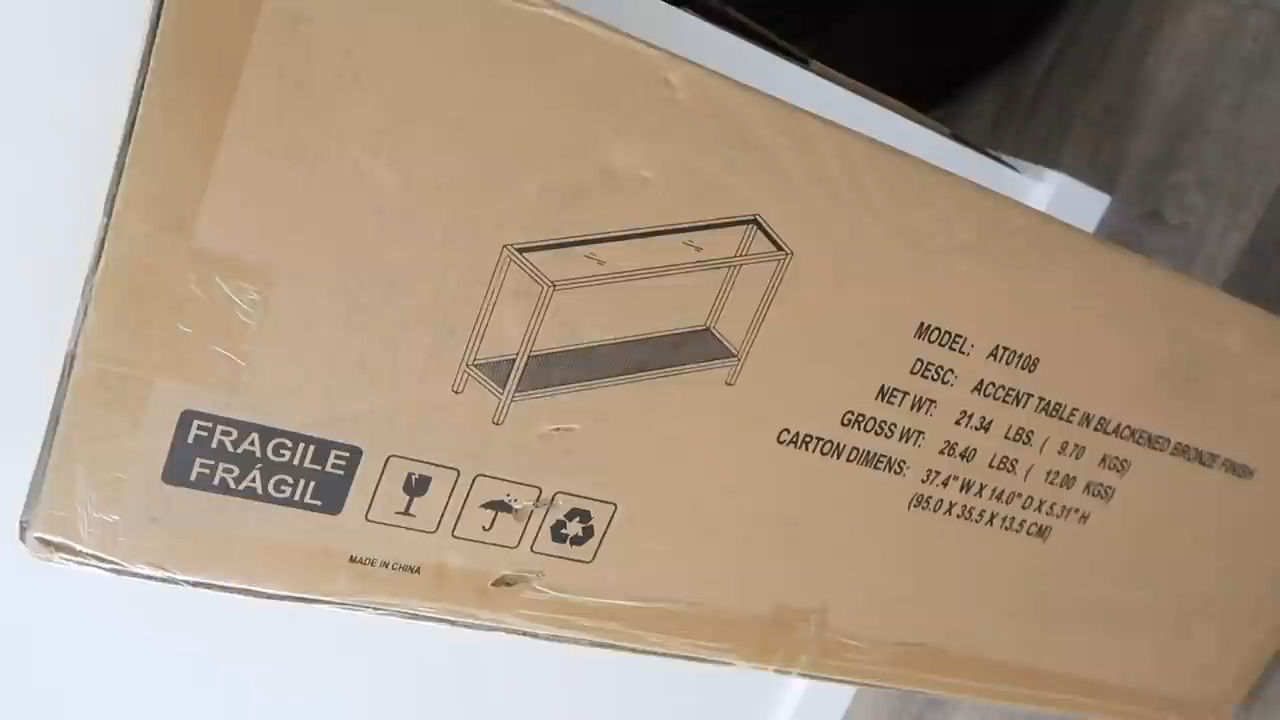 MODEL: AT0108
DESC: ACCENT TABLE IN BLACKENED BRONZE FINISH
NET WT: 21.34 LBS. ( 9.70 KGS)
GROSS WT: 26.40 LBS. ( 12.00 KGS)
CARTON DIMENS: 37.4" W X 14.0" D X 5.31" H
(95.0 X 35.5 X 13.5 CM)
FRAGILE
FRÁGIL
MADE IN CHINA